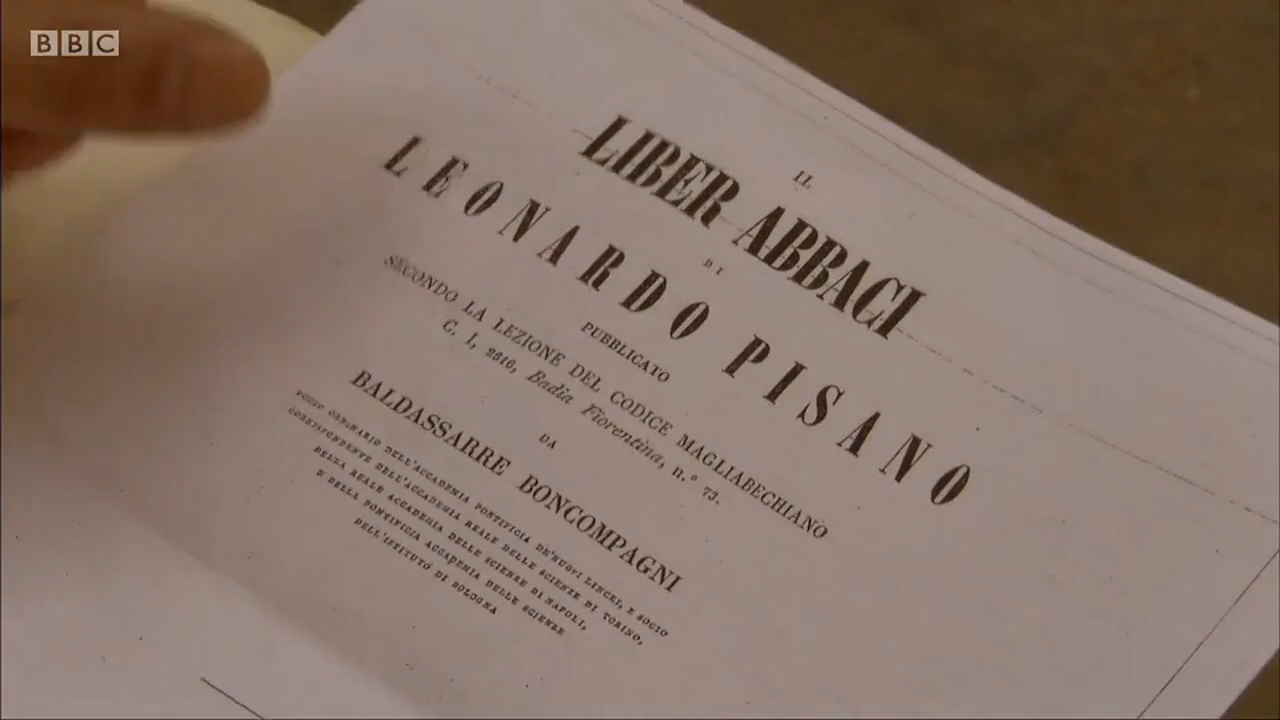 BBC
IL
LIBER ABBACI
DI
LEONARDO PISANO
PUBBLICATO
SECONDO LA LEZIONE DEL CODICE MAGLIABECHIANO
C. I, 2616, Badia Fiorentina, n.º 73.
DA
BALDASSARRE BONCOMPAGNI
SOCIO ORDINARIO DELL'ACCADEMIA PONTIFICIA DE'NUOVI LINCEI, E SOCIO
CORRISPONDENTE DELL'ACCADEMIA REALE DELLE SCIENZE DI TORINO,
DELLA REALE ACCADEMIA DELLE SCIENZE DI NAPOLI,
E DELLA PONTIFICIA ACCADEMIA DELLE SCIENZE
DELL'ISTITUTO DI BOLOGNA